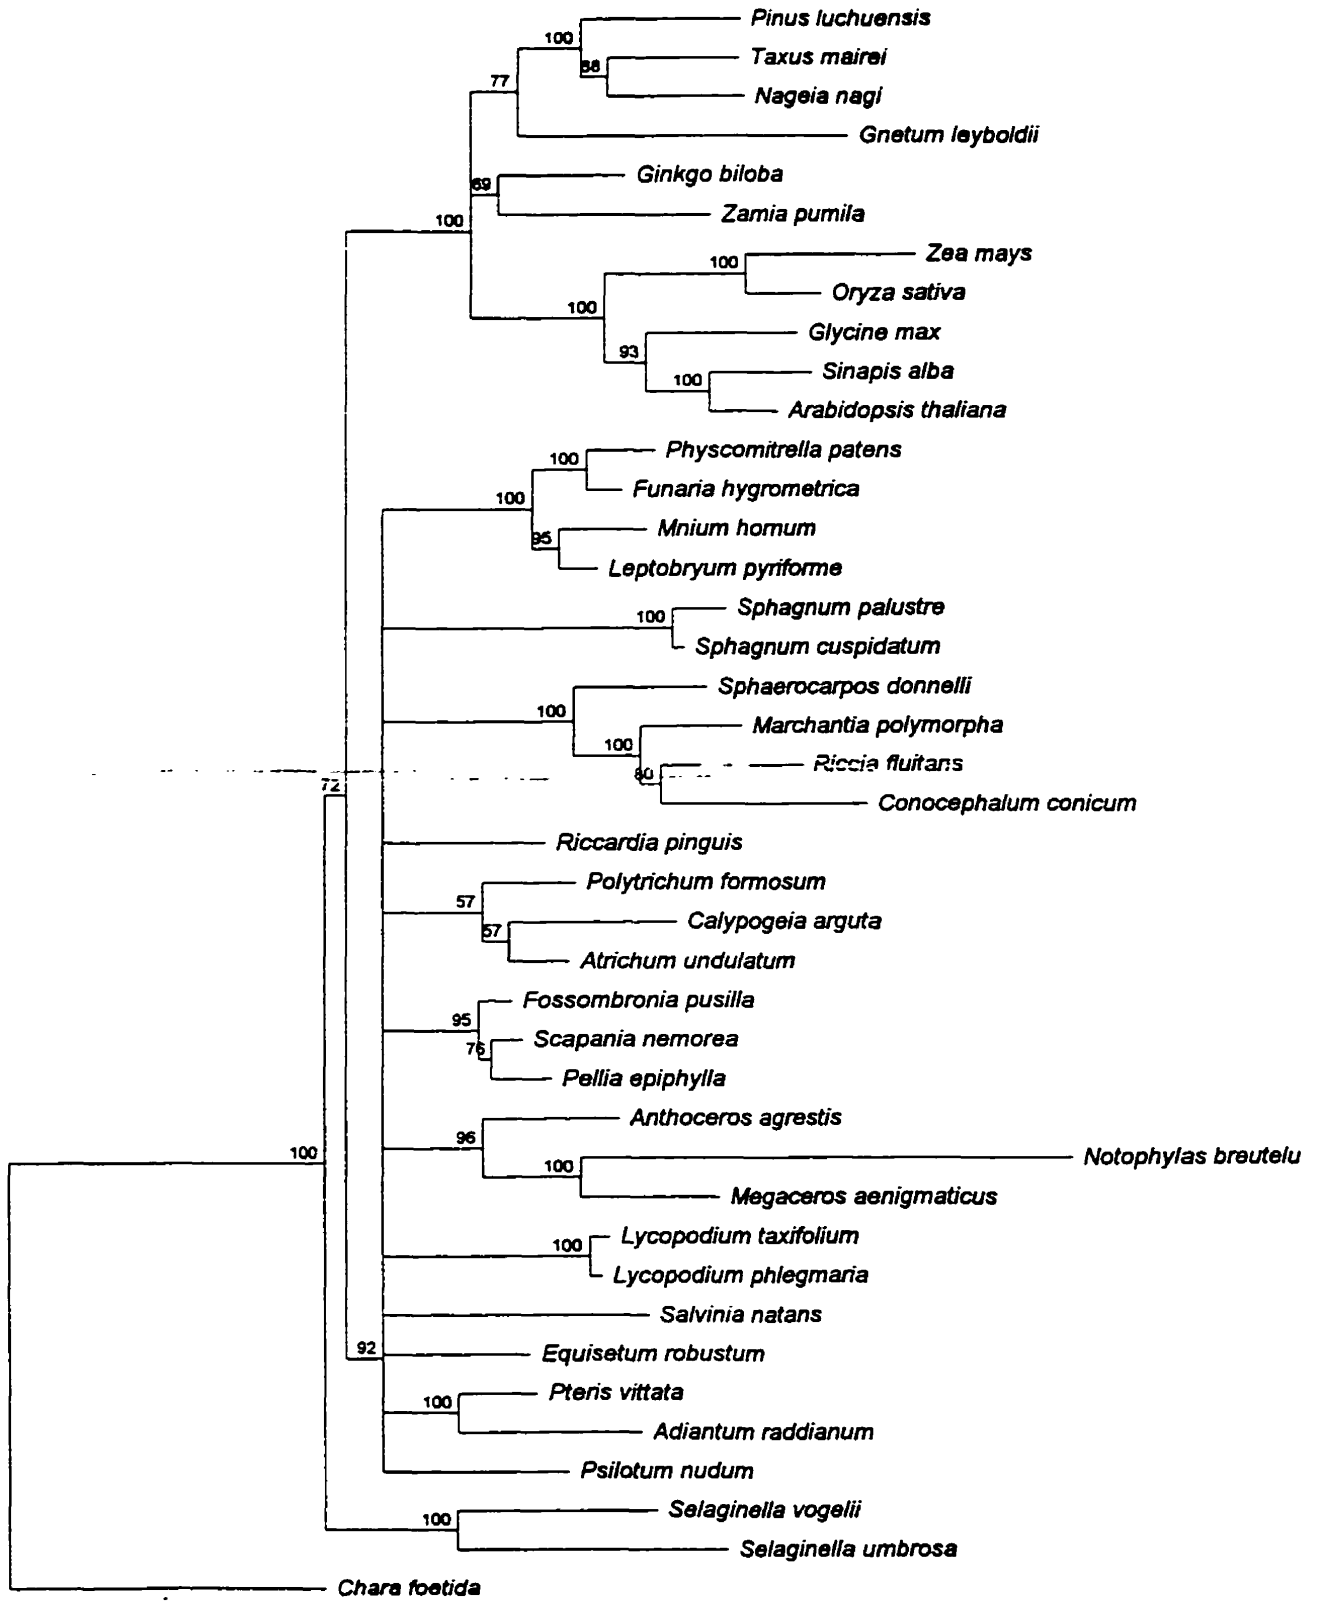 Pinus luchuensis
100
Taxus mairei
68
77
Nageia nagi
Gnetum leyboldii
Ginkgo biloba
69
Zamia pumila
100
Zea mays
100
Oryza sativa
100
Glycine max
93
Sinapis alba
100
Arabidopsis thaliana
Physcomitrella patens
100
Funaria hygrometrica
100
Mnium hornum
95
Leptobryum pyriforme
Sphagnum palustre
100
Sphagnum cuspidatum
Sphaerocarpos donnelli
100
Marchantia polymorpha
100
Riccia fluitans
80
72
Conocephalum conicum
Riccardia pinguis
Polytrichum formosum
57
Calypogeia arguta
57
Atrichum undulatum
Fossombronia pusilla
95
Scapania nemorea
76
Pellia epiphylla
Anthoceros agrestis
96
Notophylas breutelu
100
100
Megaceros aenigmaticus
Lycopodium taxifolium
100
Lycopodium phlegmaria
Salvinia natans
92
Equisetum robustum
Pteris vittata
100
Adiantum raddianum
Psilotum nudum
Selaginella vogelii
100
Selaginella umbrosa
Chara foetida